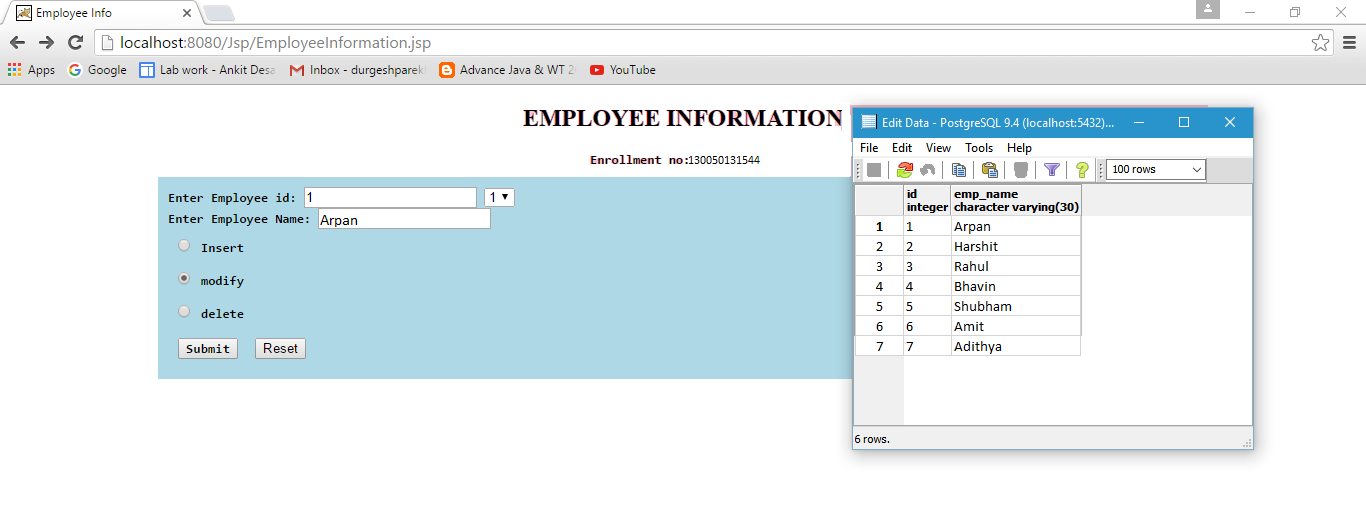 Employee Info
localhost:8080/Jsp/EmployeeInformation.jsp
Apps Google Lab work - Ankit Desa Inbox - durgeshparek Advance Java & WT 2 YouTube
EMPLOYEE INFORMATION
Enrollment no:130050131544
Enter Employee id: 1 1
Enter Employee Name: Arpan
Insert
modify
delete
Submit Reset
Edit Data - PostgreSQL 9.4 (localhost:5432)...
File Edit View Tools Help
100 rows
id emp_name
integer character varying(30)
1 1 Arpan
2 2 Harshit
3 3 Rahul
4 4 Bhavin
5 5 Shubham
6 6 Amit
7 7 Adithya
6 rows.